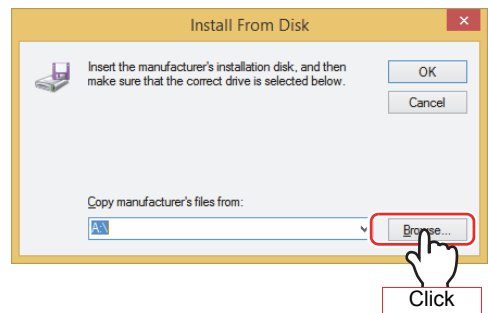 Install From Disk
Insert the manufacturer's installation disk, and then
make sure that the correct drive is selected below.
OK
Cancel
Copy manufacturer's files from:
A:\
Browse...
Click